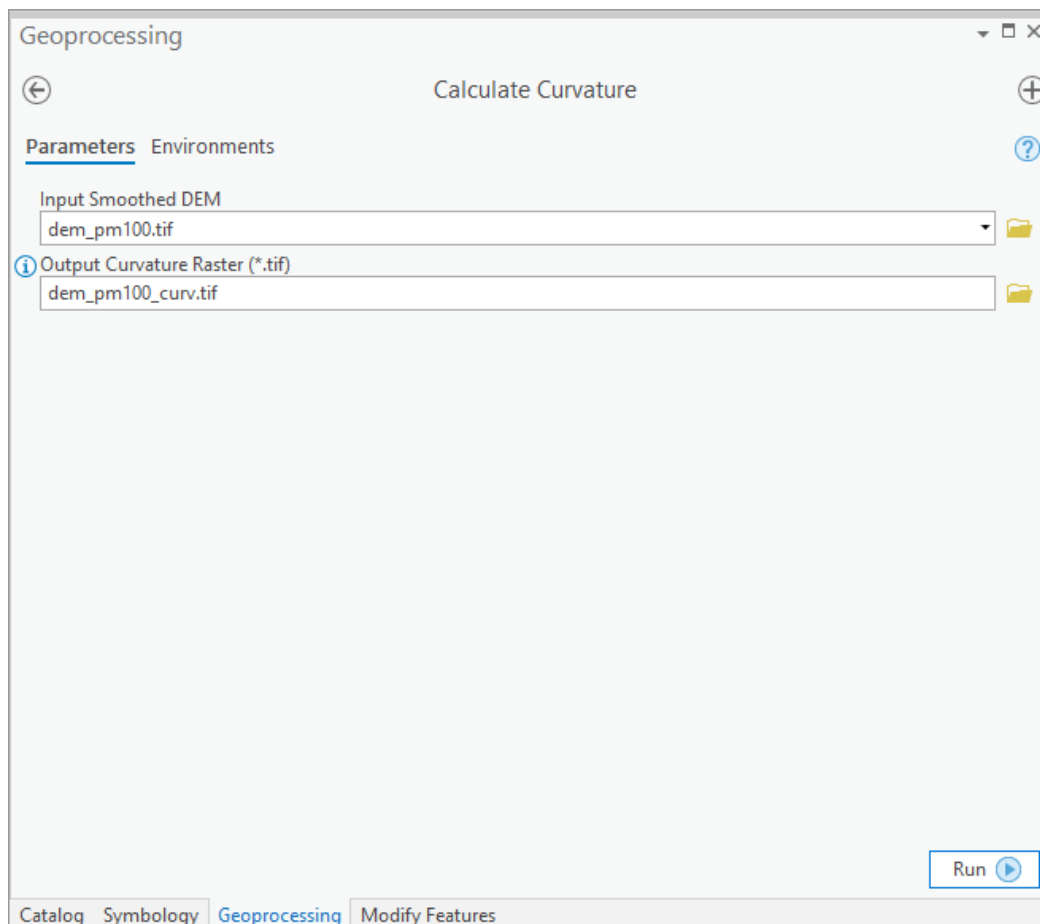 Geoprocessing
Calculate Curvature
Parameters Environments
Input Smoothed DEM
dem_pm100.tif
Output Curvature Raster (*.tif)
dem_pm100_curv.tif
Run
Catalog Symbology Geoprocessing Modify Features